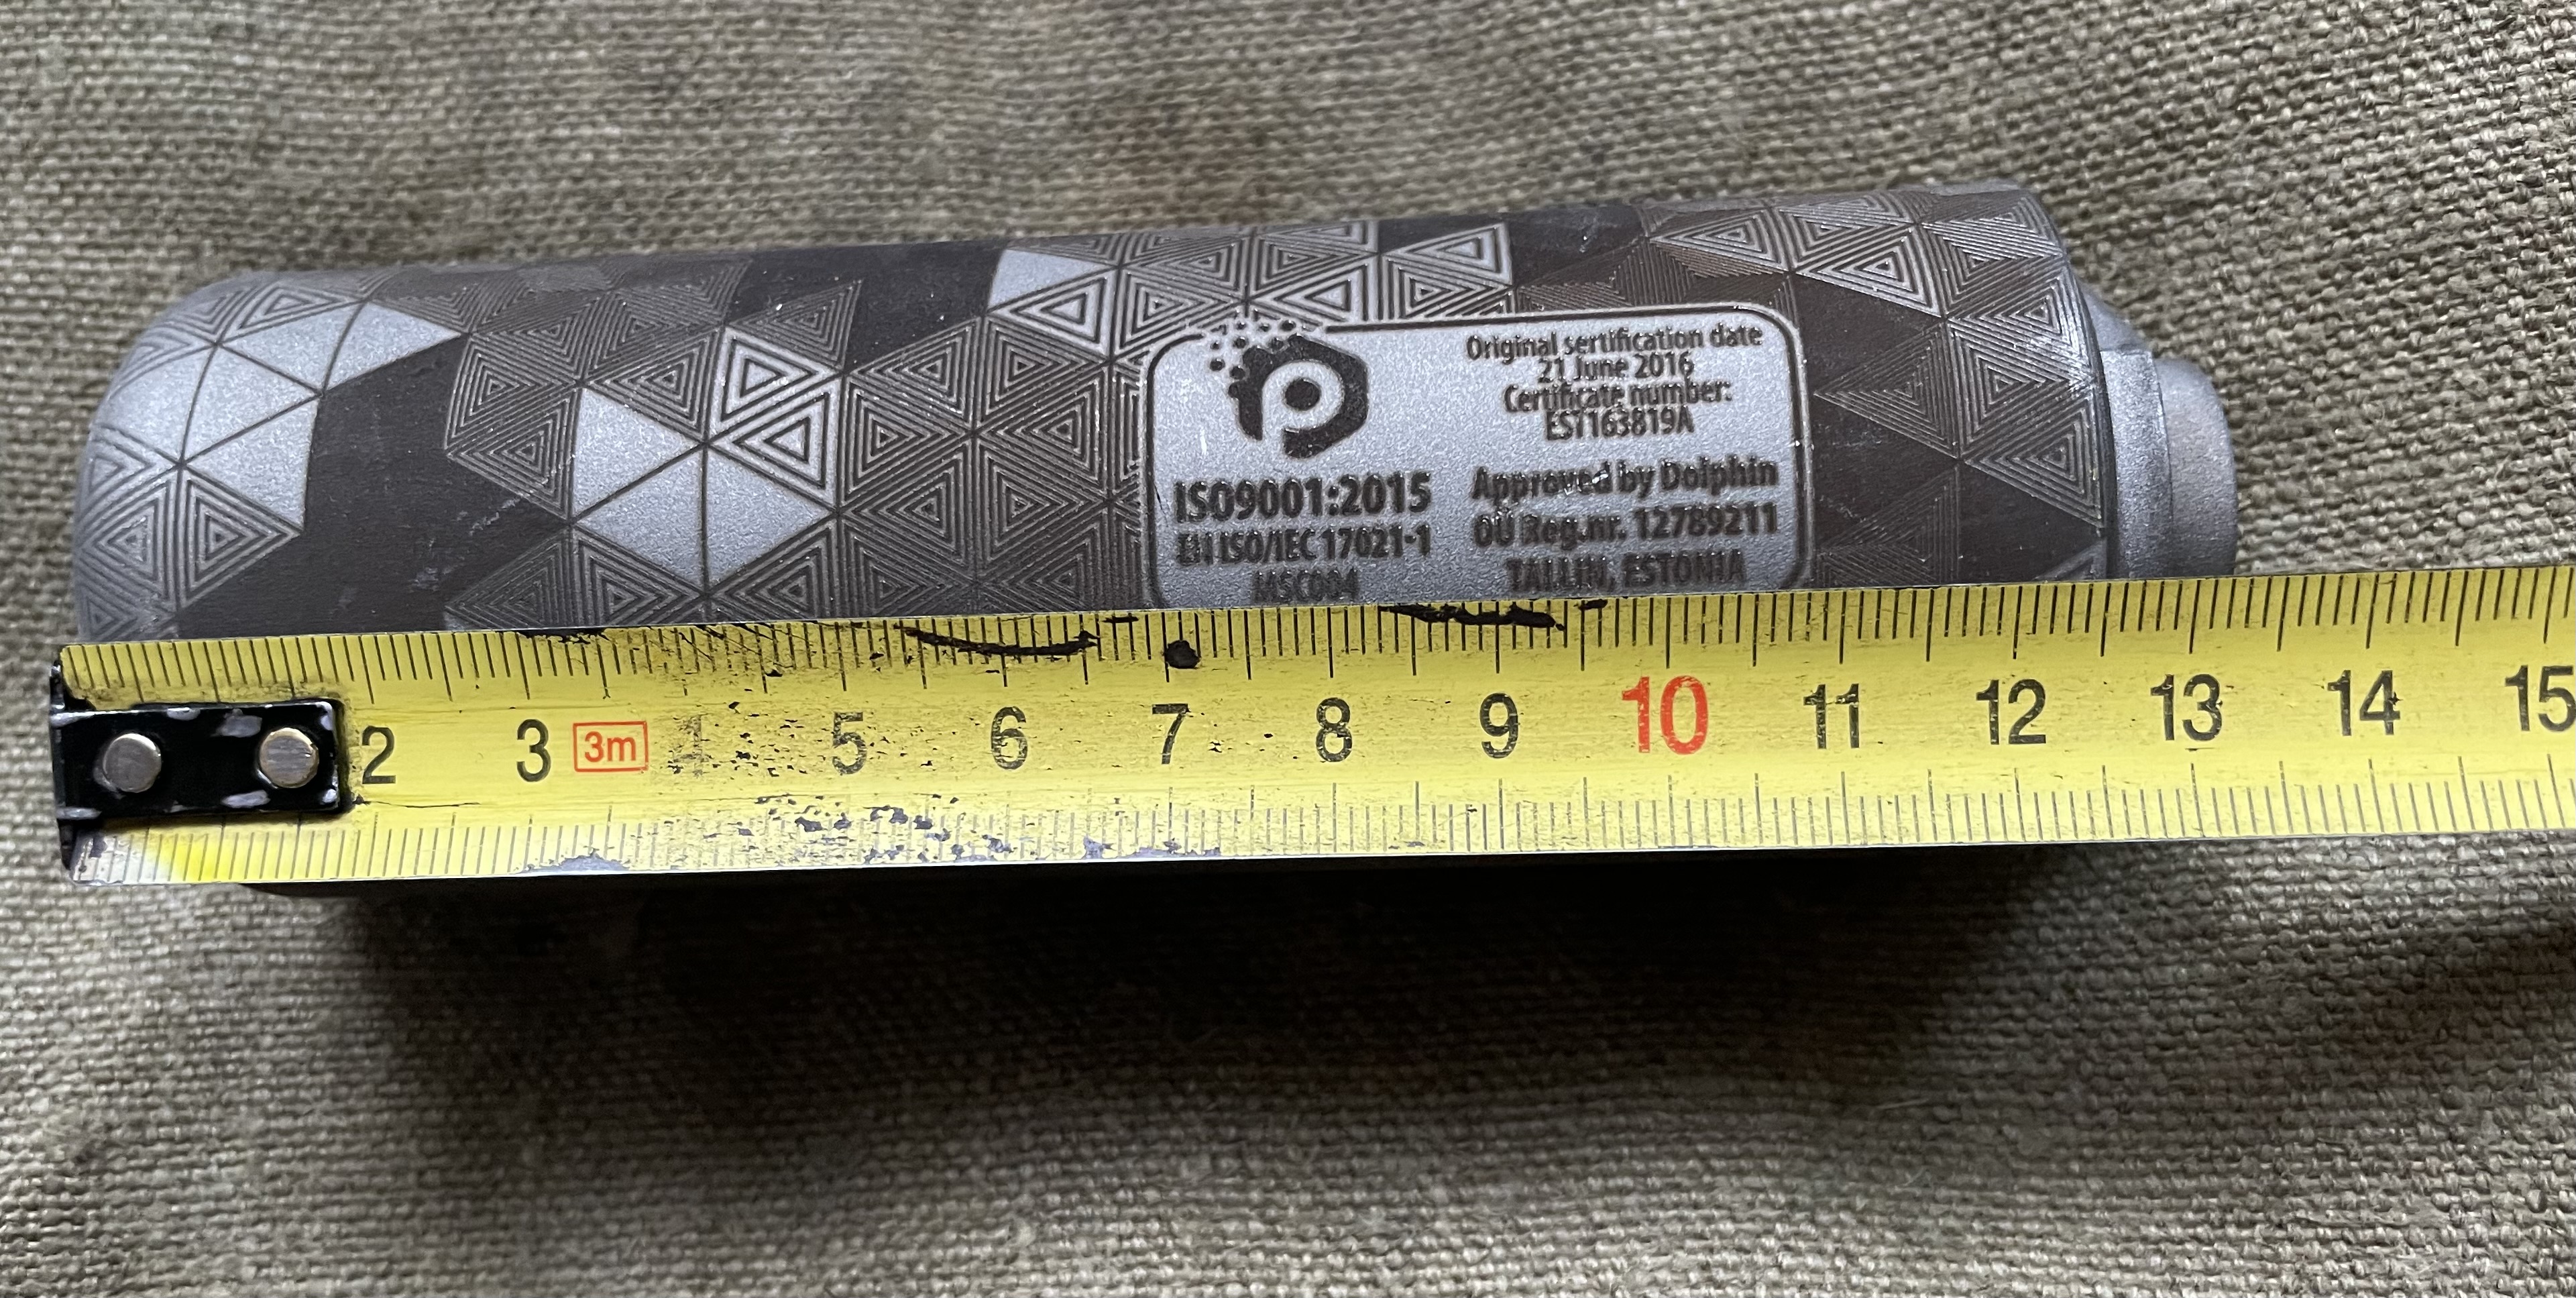 Original sertification date
21 June 2016
Certificate number:
EST163819A
ISO9001:2015
EN ISO/IEC 17021-1
MSC004
Approved by Dolphin
OÜ Reg.nr. 12789211
TALLIN, ESTONIA
2 3 3m 4 5 6 7 8 9 10 11 12 13 14 15